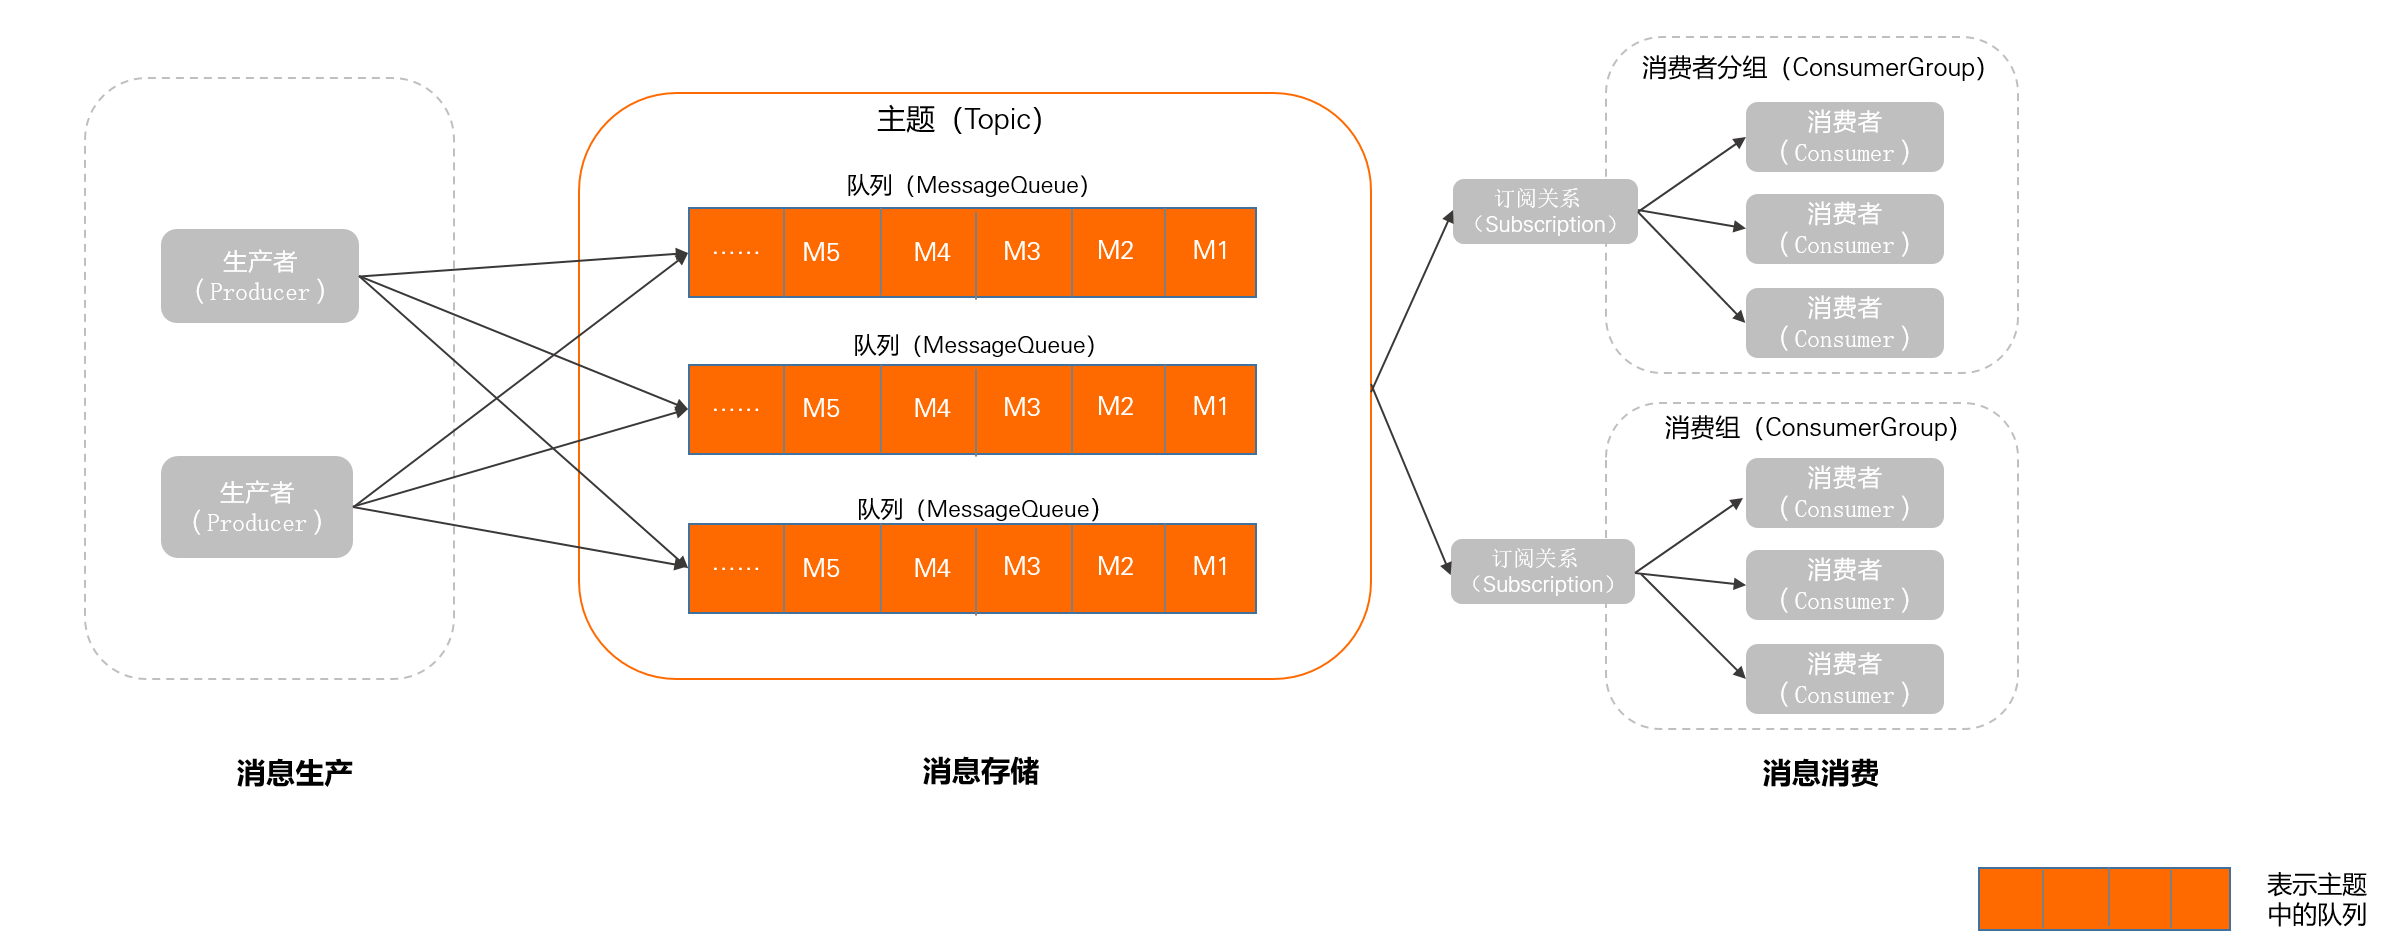 生产者
（Producer）
生产者
（Producer）
消息生产
主题（Topic）
队列（MessageQueue）
…… M5 M4 M3 M2 M1
队列（MessageQueue）
…… M5 M4 M3 M2 M1
队列（MessageQueue）
…… M5 M4 M3 M2 M1
消息存储
订阅关系
（Subscription）
消费者分组（ConsumerGroup）
消费者
（Consumer）
消费者
（Consumer）
消费者
（Consumer）
订阅关系
（Subscription）
消费组（ConsumerGroup）
消费者
（Consumer）
消费者
（Consumer）
消费者
（Consumer）
消息消费
表示主题
中的队列